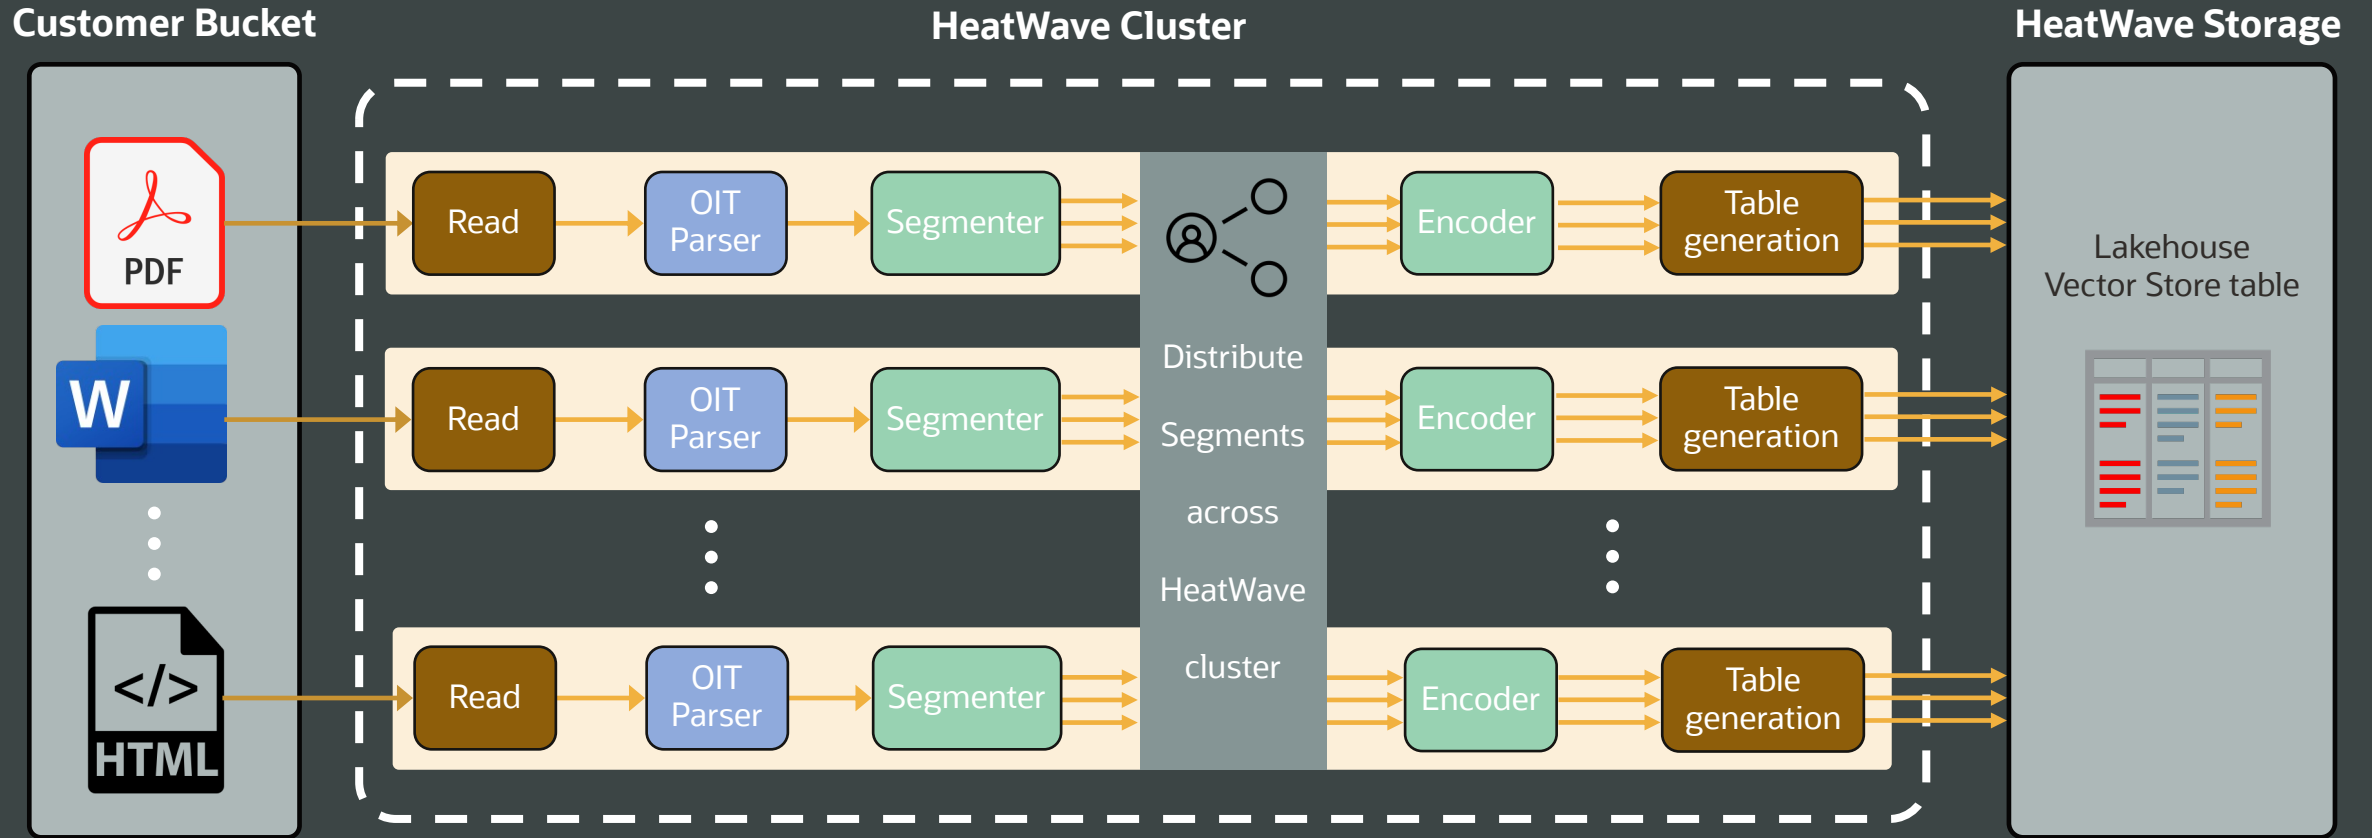 Customer Bucket
HeatWave Cluster
HeatWave Storage
PDF
Read
OIT
Parser
Segmenter
Encoder
Table
generation
Lakehouse
Vector Store table
W
Read
OIT
Parser
Segmenter
Distribute
Segments
across
HeatWave
cluster
Encoder
Table
generation
</>
HTML
Read
OIT
Parser
Segmenter
Encoder
Table
generation